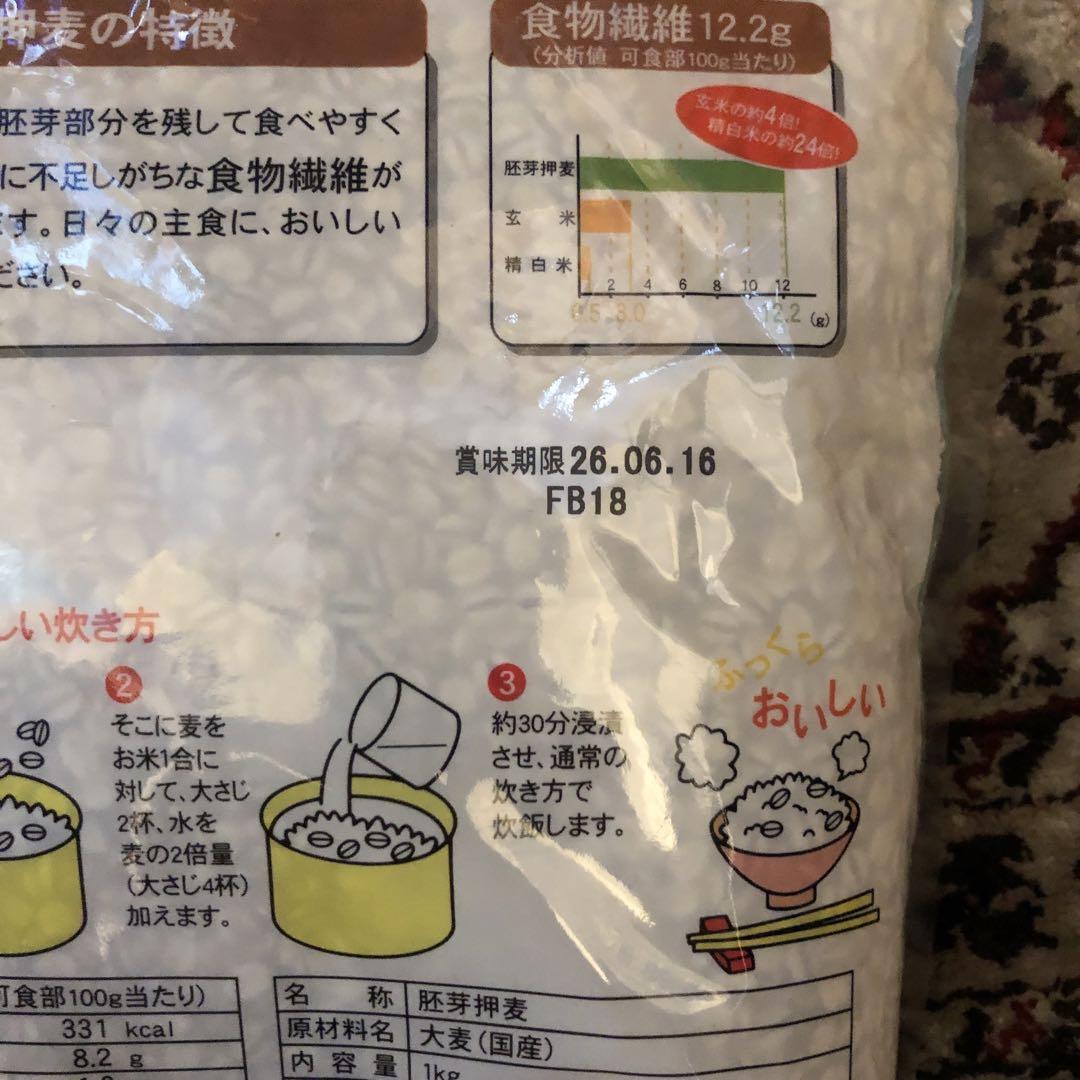 押麦の特徴
胚芽部分を残して食べやすく
に不足しがちな食物繊維が
ます。日々の主食に、おいしい
ださい。
食物繊維12.2g
(分析値 可食部100g当たり)
玄米の約4倍!
精白米の約24倍!
胚芽押麦
玄米
精白米
2 4 6 8 10 12
0.5 3.0 12.2 (g)
賞味期限26.06.16
FB18
しい炊き方
2
そこに麦を
お米1合に
対して、大さじ
2杯、水を
麦の2倍量
(大さじ4杯)
加えます。
3
約30分浸漬
させ、通常の
炊き方で
炊飯します。
ふっくら
おいしい
可食部100g当たり)
331 kcal
8.2 g
名称 胚芽押麦
原材料名 大麦(国産)
内容量 1kg